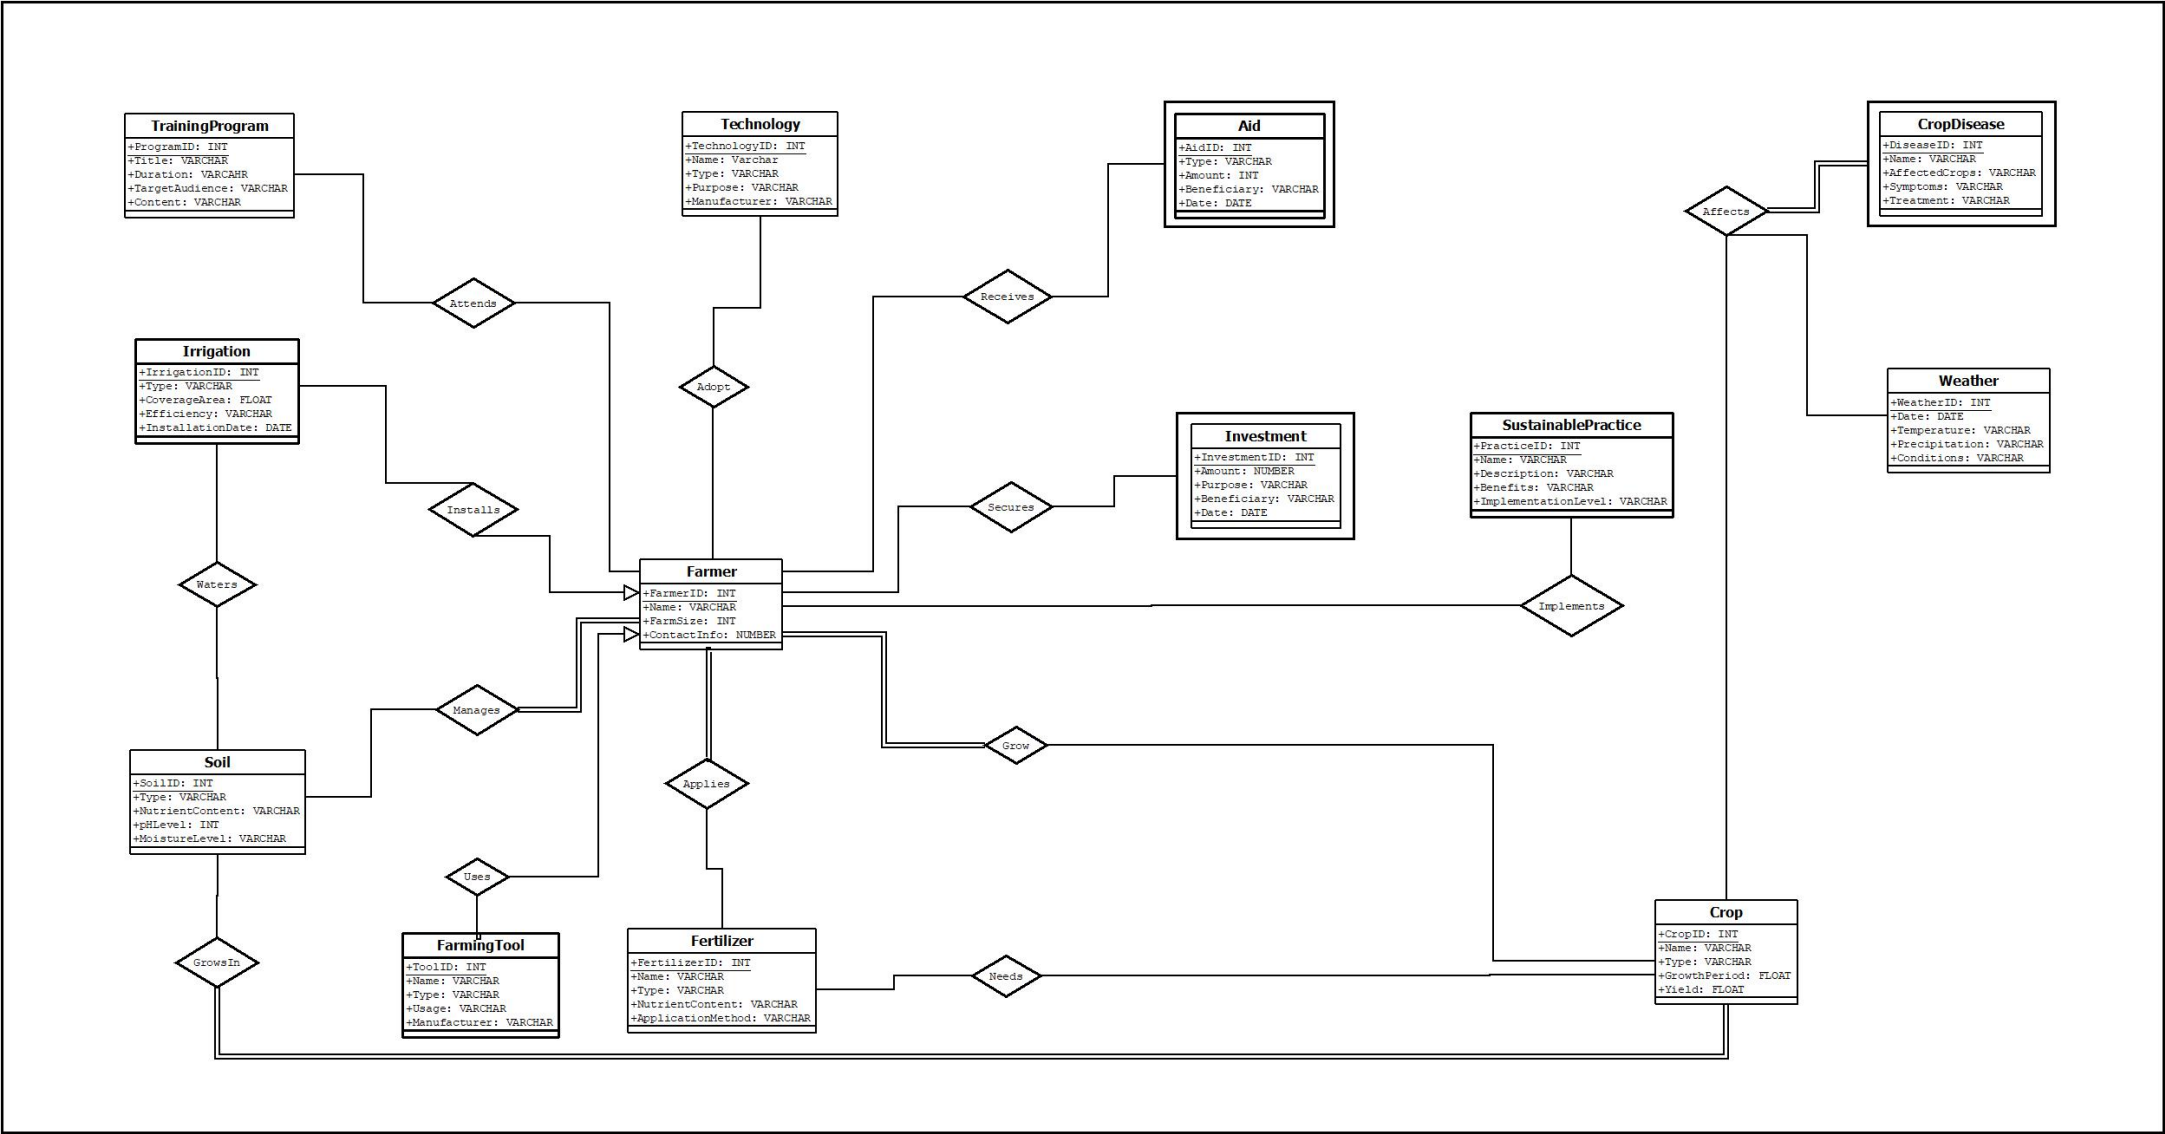 TrainingProgram
+ProgramID: INT
+Title: VARCHAR
+Duration: VARCAHR
+TargetAudience: VARCHAR
+Content: VARCHAR
Technology
+TechnologyID: INT
+Name: Varchar
+Type: VARCHAR
+Purpose: VARCHAR
+Manufacturer: VARCHAR
Aid
+AidID: INT
+Type: VARCHAR
+Amount: INT
+Beneficiary: VARCHAR
+Date: DATE
CropDisease
+DiseaseID: INT
+Name: VARCHAR
+AffectedCrops: VARCHAR
+Symptoms: VARCHAR
+Treatment: VARCHAR
Affects
Attends
Receives
Irrigation
+IrrigationID: INT
+Type: VARCHAR
+CoverageArea: FLOAT
+Efficiency: VARCHAR
+InstallationDate: DATE
Adopt
Weather
+WeatherID: INT
+Date: DATE
+Temperature: VARCHAR
+Precipitation: VARCHAR
+Conditions: VARCHAR
Investment
+InvestmentID: INT
+Amount: NUMBER
+Purpose: VARCHAR
+Beneficiary: VARCHAR
+Date: DATE
SustainablePractice
+PracticeID: INT
+Name: VARCHAR
+Description: VARCHAR
+Benefits: VARCHAR
+ImplementationLevel: VARCHAR
Installs
Secures
Waters
Farmer
+FarmerID: INT
+Name: VARCHAR
+FarmSize: INT
+ContactInfo: NUMBER
Implements
Manages
Grow
Soil
+SoilID: INT
+Type: VARCHAR
+NutrientContent: VARCHAR
+pHLevel: INT
+MoistureLevel: VARCHAR
Applies
Uses
GrowsIn
FarmingTool
+ToolID: INT
+Name: VARCHAR
+Type: VARCHAR
+Usage: VARCHAR
+Manufacturer: VARCHAR
Fertilizer
+FertilizerID: INT
+Name: VARCHAR
+Type: VARCHAR
+NutrientContent: VARCHAR
+ApplicationMethod: VARCHAR
Needs
Crop
+CropID: INT
+Name: VARCHAR
+Type: VARCHAR
+GrowthPeriod: FLOAT
+Yield: FLOAT